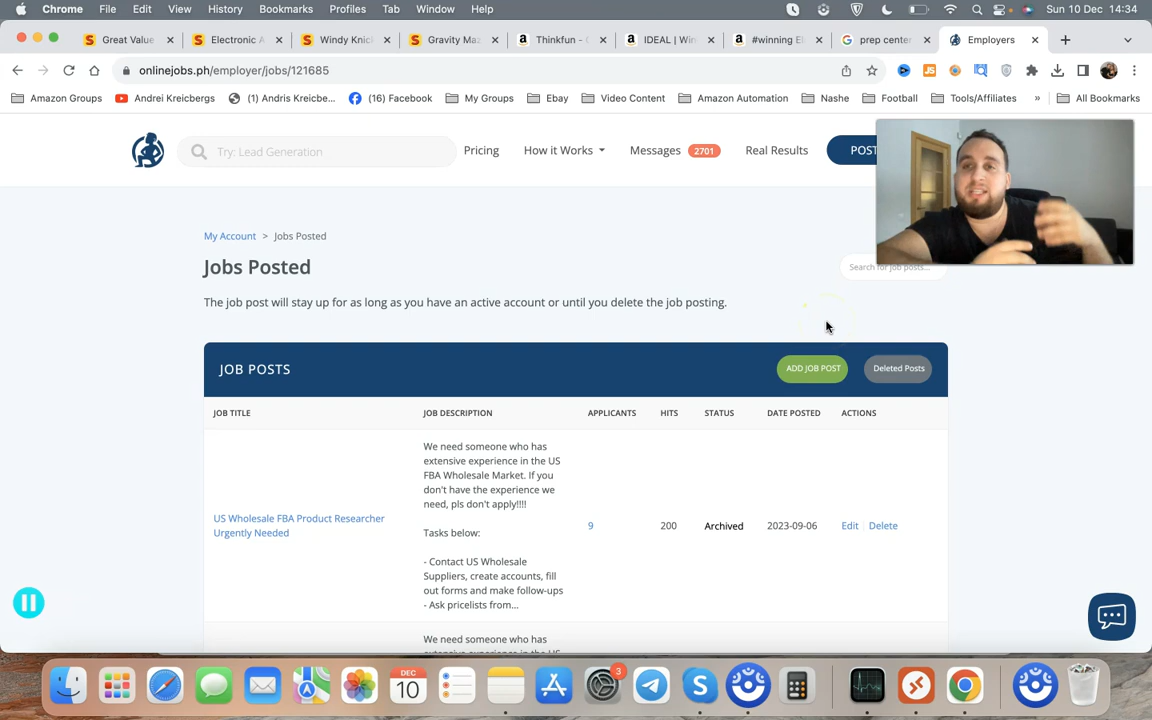 Chrome File Edit View History Bookmarks Profiles Tab Window Help Sun 10 Dec 14:34
Great Value Electronic A Windy Knic Gravity Maz Thinkfun - C IDEAL | Win #winning El prep center Employers
onlinejobs.ph/employer/jobs/121685
Amazon Groups Andrei Kreicbergs (1) Andris Kreicbe... (16) Facebook My Groups Ebay Video Content Amazon Automation Nashe Football Tools/Affiliates » All Bookmarks
Try: Lead Generation Pricing How it Works Messages 2701 Real Results POST
My Account > Jobs Posted
Jobs Posted
Search for job posts...
The job post will stay up for as long as you have an active account or until you delete the job posting.
JOB POSTS ADD JOB POST Deleted Posts
JOB TITLE JOB DESCRIPTION APPLICANTS HITS STATUS DATE POSTED ACTIONS
We need someone who has
extensive experience in the US
FBA Wholesale Market. If you
don't have the experience we
need, pls don't apply!!!!
US Wholesale FBA Product Researcher
Urgently Needed
Tasks below:
9 200 Archived 2023-09-06 Edit Delete
- Contact US Wholesale
Suppliers, create accounts, fill
out forms and make follow-ups
- Ask pricelists from...
We need someone who has
DEC
10
3